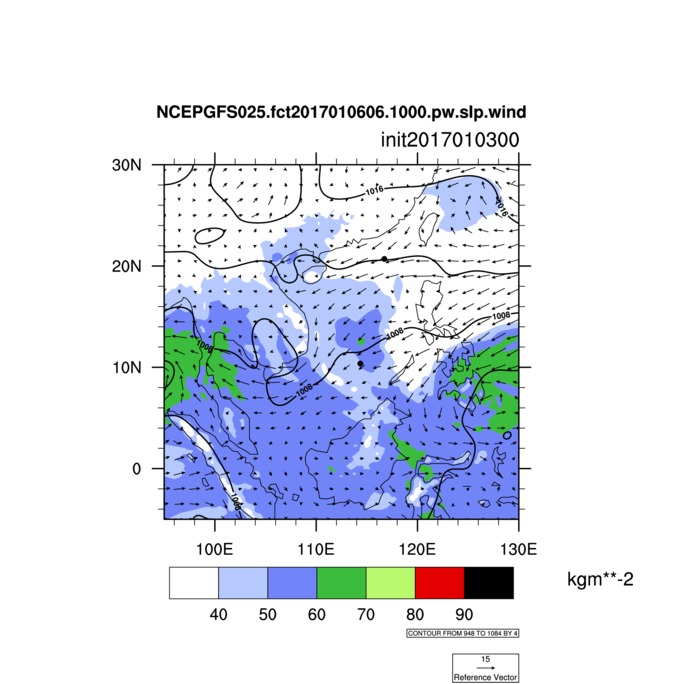 NCEPGFS025.fct2017010606.1000.pw.slp.wind
init2017010300
30N
1016
1016
20N
1008
1008
1008
10N
1008
0
1008
100E 110E 120E 130E
kgm**-2
40 50 60 70 80 90
CONTOUR FROM 948 TO 1084 BY 4
15
Reference Vector